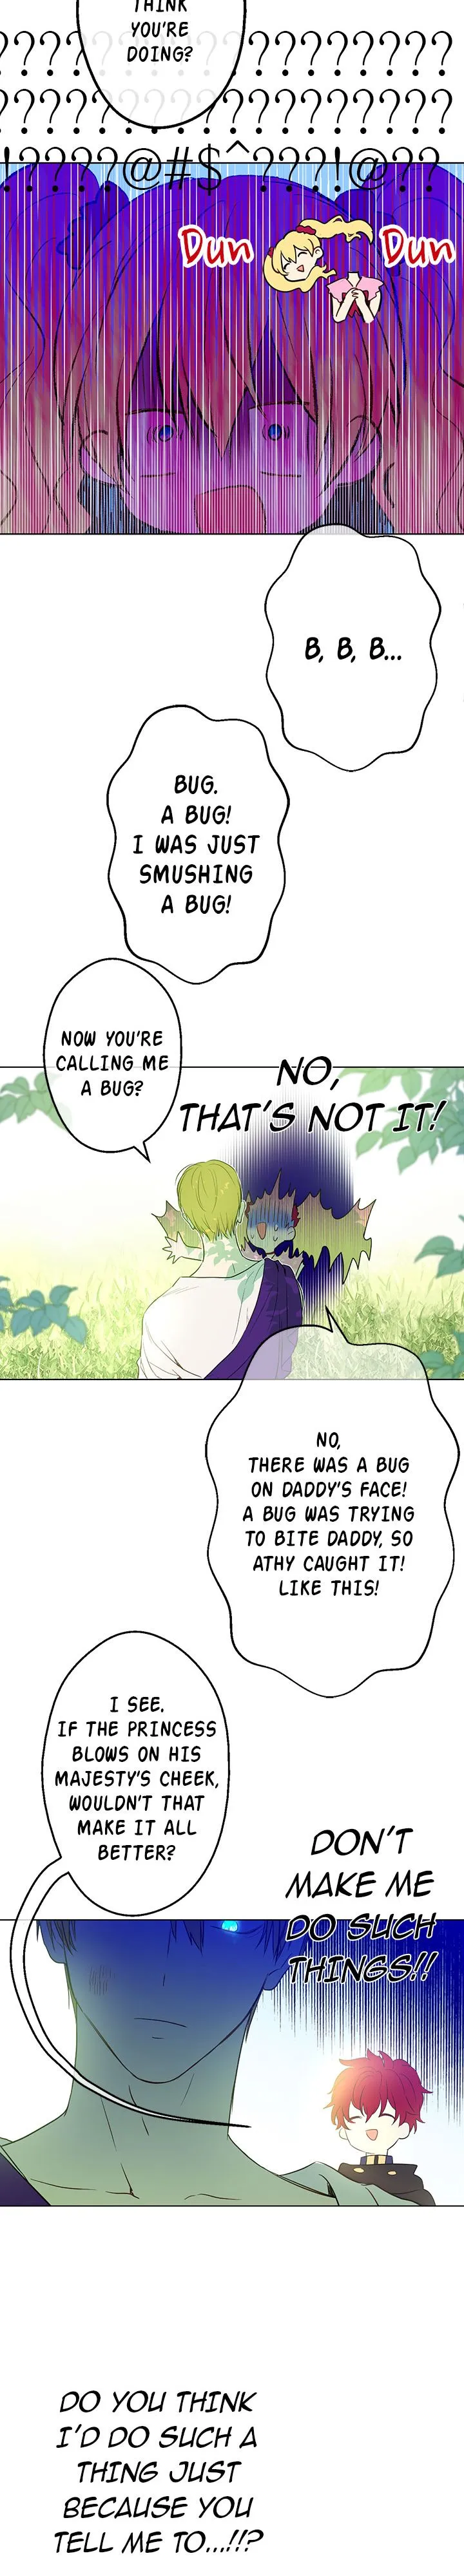 THINK
YOU'RE
DOING?
????????????????????
????????????????????
!????@#$^???!@??
Dun
Dun
B, B, B...
BUG.
A BUG!
I WAS JUST
SMUSHING
A BUG!
NOW YOU'RE
CALLING ME
A BUG?
NO,
THAT'S NOT IT!
NO,
THERE WAS A BUG
ON DADDY'S FACE!
A BUG WAS TRYING
TO BITE DADDY, SO
ATHY CAUGHT IT!
LIKE THIS!
I SEE.
IF THE PRINCESS
BLOWS ON HIS
MAJESTY'S CHEEK,
WOULDN'T THAT
MAKE IT ALL
BETTER?
DON'T
MAKE ME
DO SUCH
THINGS!!
DO YOU THINK
I'D DO SUCH A
THING JUST
BECAUSE YOU
TELL ME TO...!!?